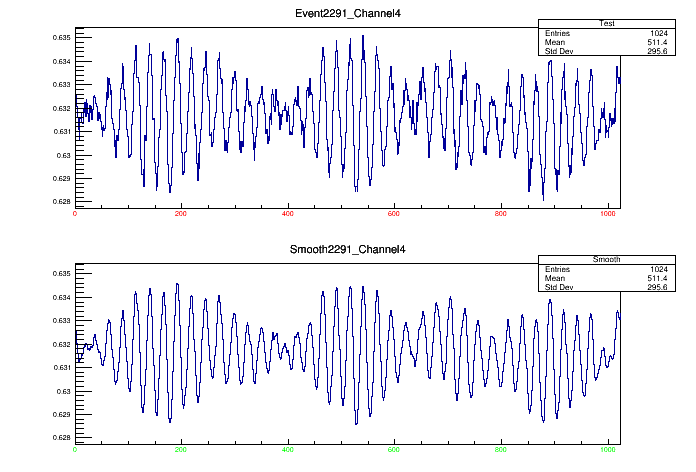 Event2291_Channel4
Test
Entries 1024
Mean 511.4
Std Dev 295.6
0.635
0.634
0.633
0.632
0.631
0.63
0.629
0.628
0 200 400 600 800 1000
Smooth2291_Channel4
Smooth
Entries 1024
Mean 511.4
Std Dev 295.6
0.635
0.634
0.633
0.632
0.631
0.63
0.629
0.628
0 200 400 600 800 1000